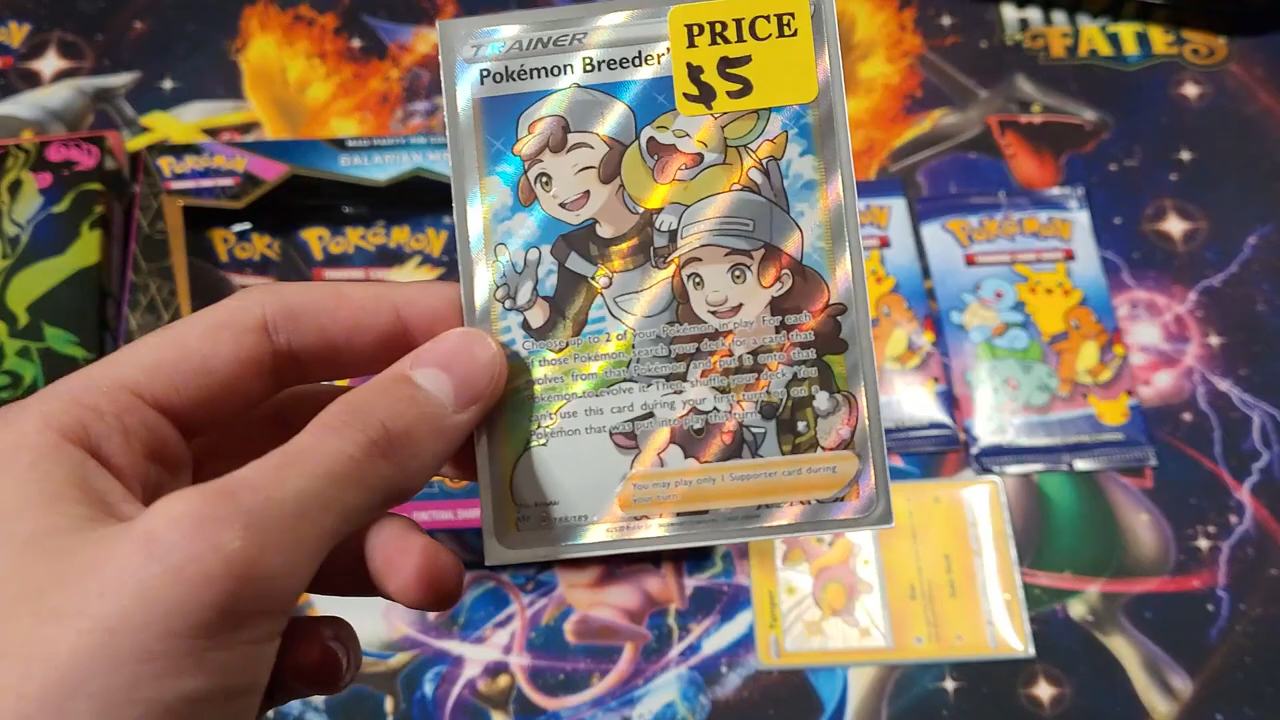 FATES
TRAINER
Pokémon Breeder'
PRICE
$5
POKÉMON
GALARIAN
POKÉMON
Choose up to 2 of your Pokémon in play. For each
of those Pokémon, search your deck for a card that
evolves from that Pokémon and put it onto that
Pokémon to evolve it. Then, shuffle your deck. You
can't use this card during your first turn or on a
Pokémon that was put into play this turn.
You may play only 1 Supporter card during
your turn.
188/189
POKÉMON